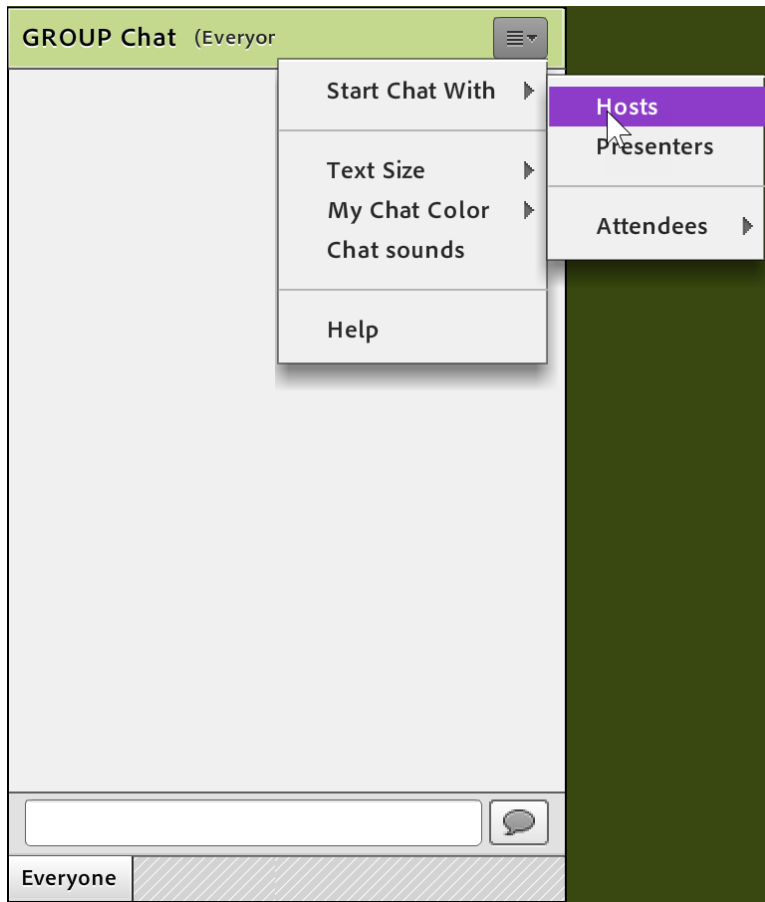 GROUP Chat (Everyor
Start Chat With
Text Size
My Chat Color
Chat sounds
Help
Hosts
Presenters
Attendees
Everyone